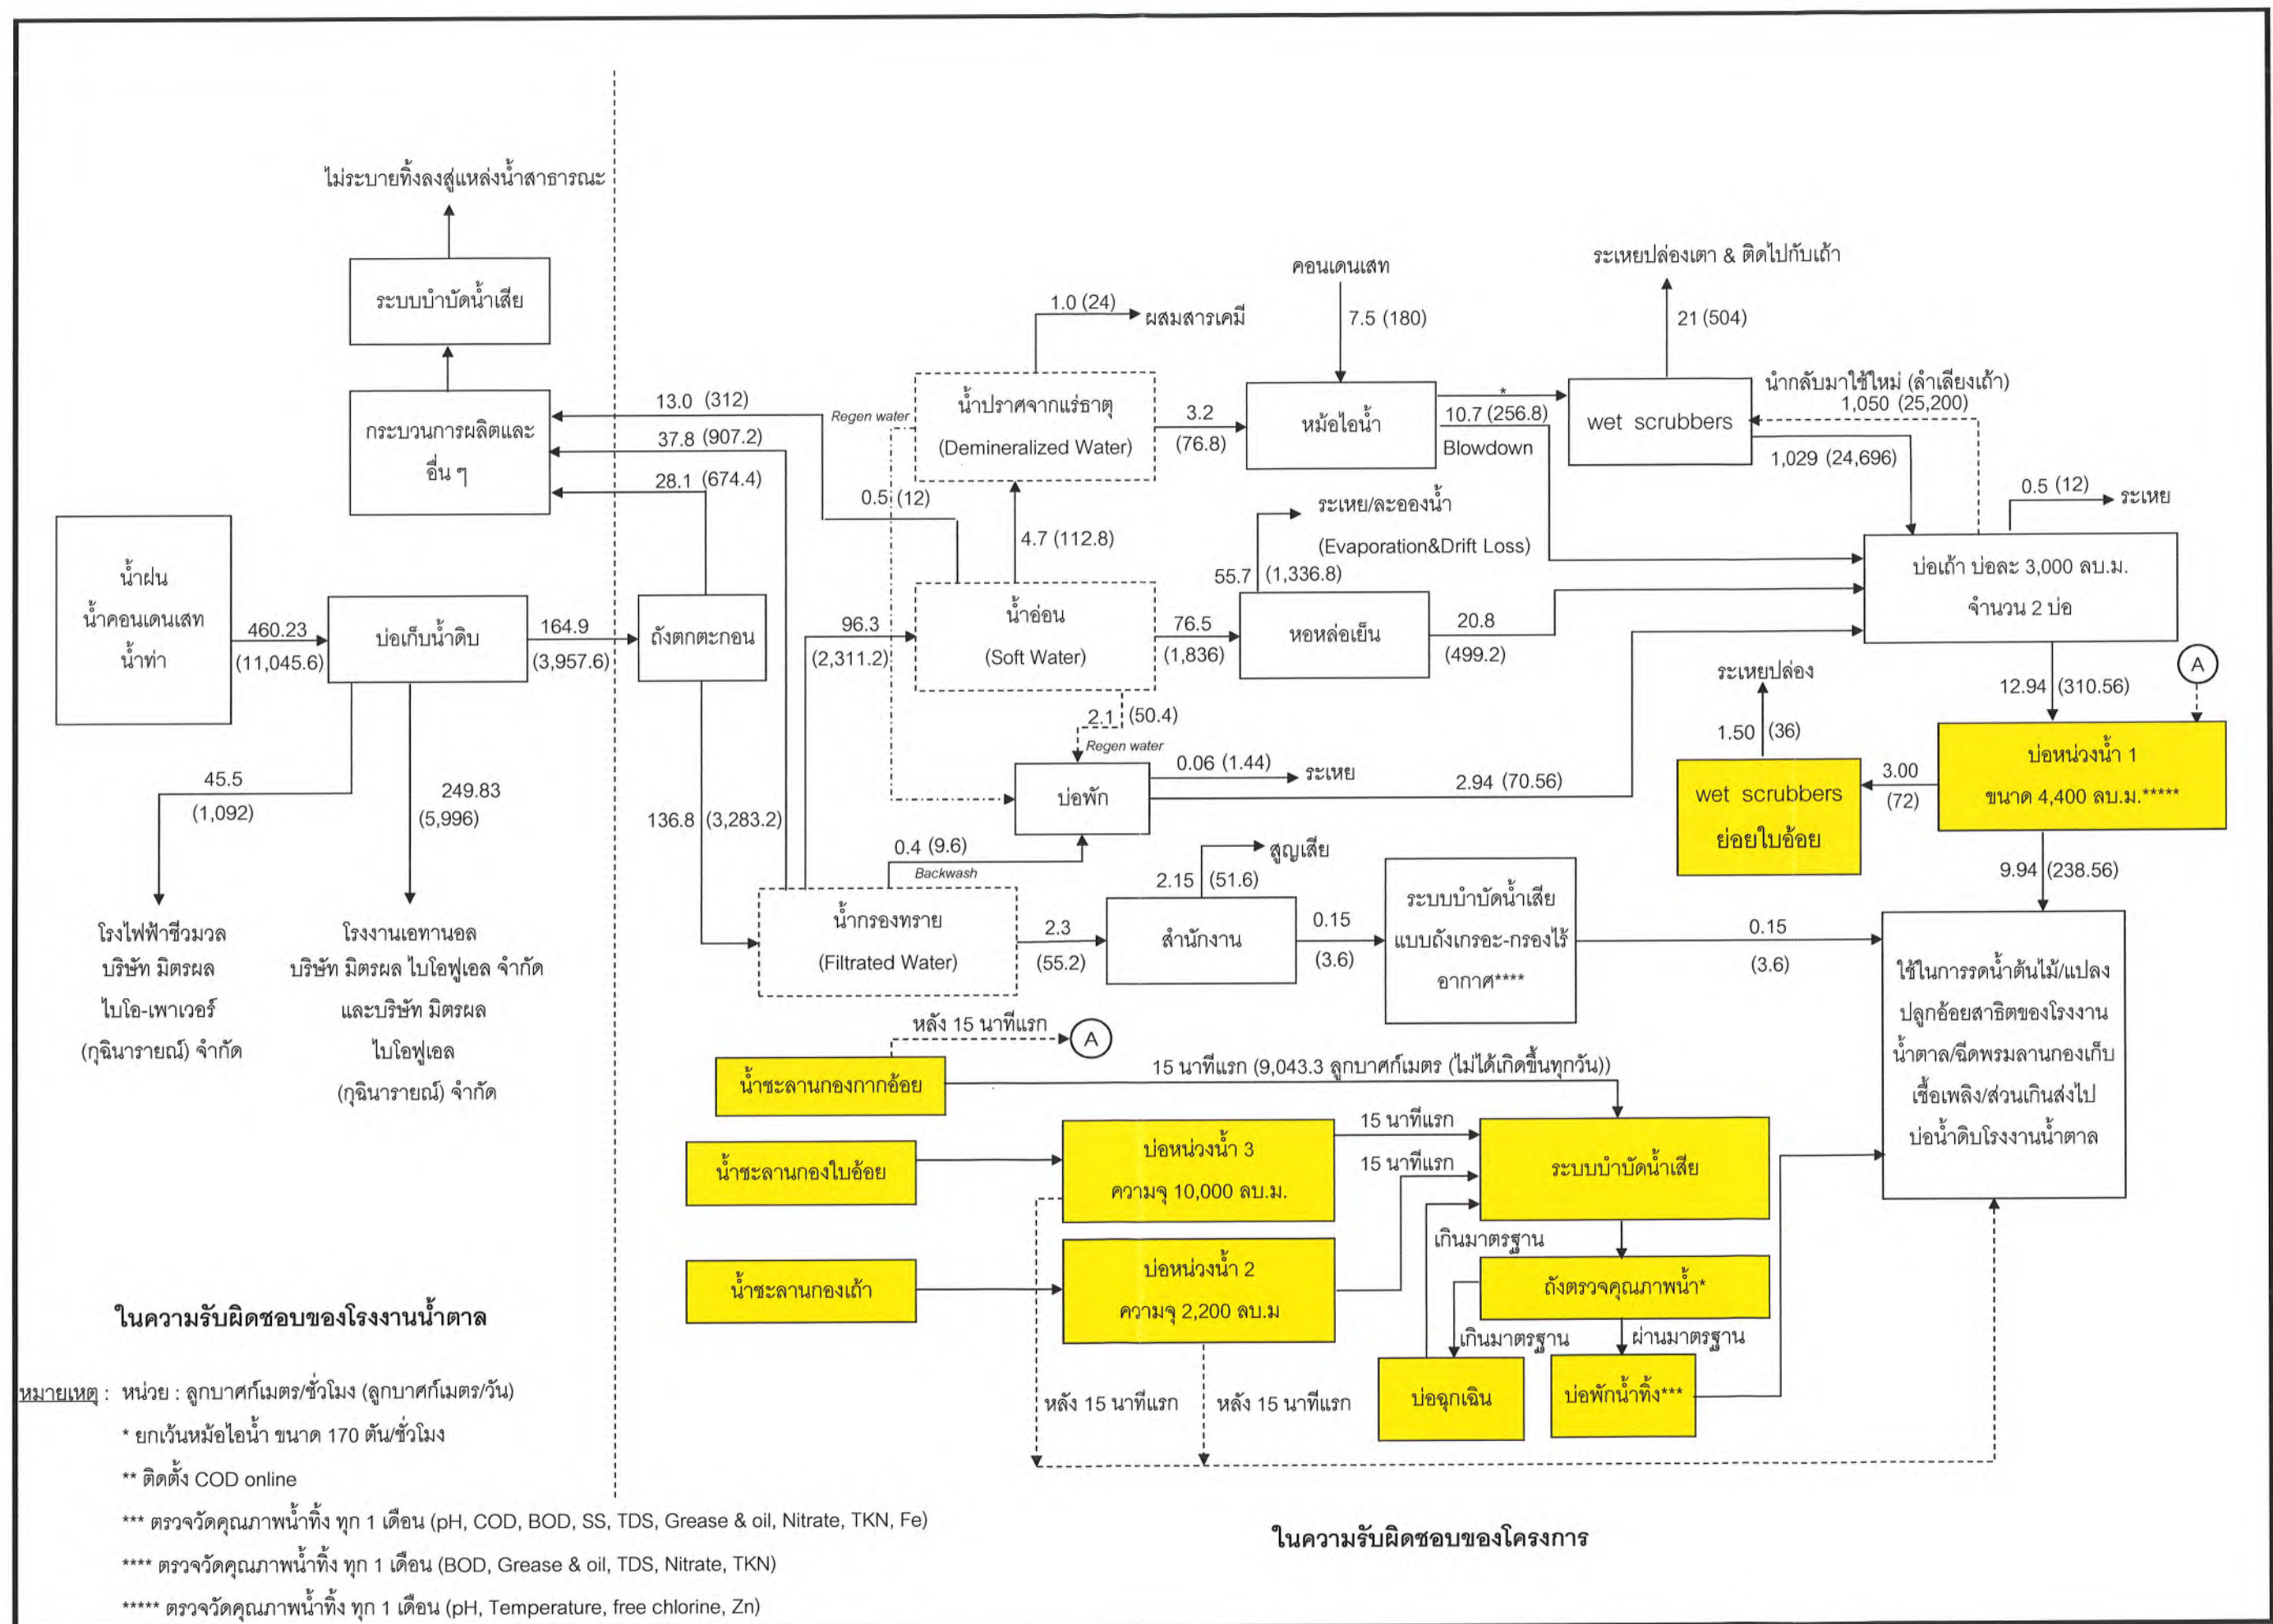 ไม่ระบายทิ้งลงสู่แหล่งน้ำสาธารณะ
ระบบบำบัดน้ำเสีย
กระบวนการผลิตและ
อื่น ๆ
13.0 (312)
37.8 (907.2)
28.1 (674.4)
น้ำฝน
น้ำคอนเดนเสท
น้ำท่า
460.23
(11,045.6)
บ่อเก็บน้ำดิบ
164.9
(3,957.6)
ถังตกตะกอน
45.5
(1,092)
249.83
(5,996)
โรงไฟฟ้าชีวมวล
บริษัท มิตรผล
ไบโอ-เพาเวอร์
(กุฉินารายณ์) จำกัด
โรงงานเอทานอล
บริษัท มิตรผล ไบโอฟูเอล จำกัด
และบริษัท มิตรผล
ไบโอฟูเอล
(กุฉินารายณ์) จำกัด
136.8 (3,283.2)
1.0 (24)
ผสมสารเคมี
Regen water
น้ำปราศจากแร่ธาตุ
(Demineralized Water)
0.5 (12)
4.7 (112.8)
3.2
(76.8)
คอนเดนเสท
7.5 (180)
หม้อไอน้ำ
*
10.7 (256.8)
Blowdown
ระเหยปล่องเตา & ติดไปกับเถ้า
21 (504)
wet scrubbers
นำกลับมาใช้ใหม่ (ลำเลียงเถ้า)
1,050 (25,200)
1,029 (24,696)
0.5 (12)
ระเหย
บ่อเถ้า บ่อละ 3,000 ลบ.ม.
จำนวน 2 บ่อ
ระเหย/ละอองน้ำ
(Evaporation&Drift Loss)
55.7 (1,336.8)
96.3
(2,311.2)
น้ำอ่อน
(Soft Water)
76.5
(1,836)
หอหล่อเย็น
20.8
(499.2)
2.1 (50.4)
Regen water
บ่อพัก
0.06 (1.44)
ระเหย
2.94 (70.56)
12.94 (310.56)
A
ระเหยปล่อง
1.50 (36)
wet scrubbers
ย่อยใบอ้อย
3.00
(72)
บ่อหน่วงน้ำ 1
ขนาด 4,400 ลบ.ม.*****
9.94 (238.56)
0.4 (9.6)
Backwash
น้ำกรองทราย
(Filtrated Water)
2.3
(55.2)
สูญเสีย
2.15 (51.6)
สำนักงาน
0.15
(3.6)
ระบบบำบัดน้ำเสีย
แบบถังเกรอะ-กรองไร้
อากาศ****
0.15
(3.6)
ใช้ในการรดน้ำต้นไม้/แปลง
ปลูกอ้อยสาธิตของโรงงาน
น้ำตาล/ฉีดพรมลานกองเก็บ
เชื้อเพลิง/ส่วนเกินส่งไป
บ่อน้ำดิบโรงงานน้ำตาล
หลัง 15 นาทีแรก
A
น้ำชะลานกองกากอ้อย
15 นาทีแรก (9,043.3 ลูกบาศก์เมตร (ไม่ได้เกิดขึ้นทุกวัน))
น้ำชะลานกองใบอ้อย
บ่อหน่วงน้ำ 3
ความจุ 10,000 ลบ.ม.
15 นาทีแรก
15 นาทีแรก
ระบบบำบัดน้ำเสีย
น้ำชะลานกองเถ้า
บ่อหน่วงน้ำ 2
ความจุ 2,200 ลบ.ม
เกินมาตรฐาน
ถังตรวจคุณภาพน้ำ*
เกินมาตรฐาน
ผ่านมาตรฐาน
บ่อฉุกเฉิน
บ่อพักน้ำทิ้ง***
หลัง 15 นาทีแรก
หลัง 15 นาทีแรก
ในความรับผิดชอบของโรงงานน้ำตาล
ในความรับผิดชอบของโครงการ
หมายเหตุ : หน่วย : ลูกบาศก์เมตร/ชั่วโมง (ลูกบาศก์เมตร/วัน)
* ยกเว้นหม้อไอน้ำ ขนาด 170 ตัน/ชั่วโมง
** ติดตั้ง COD online
*** ตรวจวัดคุณภาพน้ำทิ้ง ทุก 1 เดือน (pH, COD, BOD, SS, TDS, Grease & oil, Nitrate, TKN, Fe)
**** ตรวจวัดคุณภาพน้ำทิ้ง ทุก 1 เดือน (BOD, Grease & oil, TDS, Nitrate, TKN)
***** ตรวจวัดคุณภาพน้ำทิ้ง ทุก 1 เดือน (pH, Temperature, free chlorine, Zn)